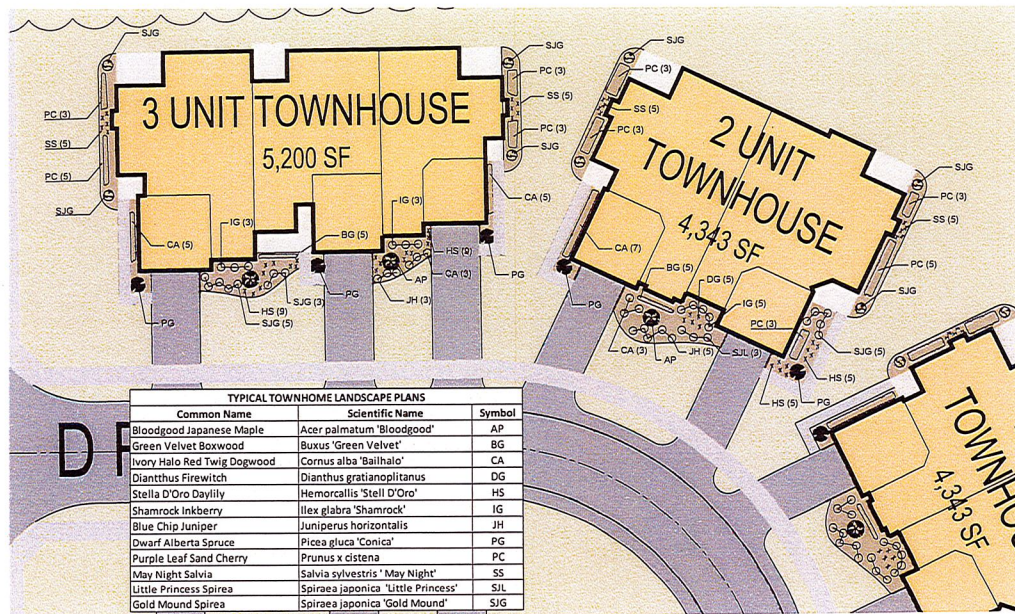 SJG
SJG
SJG
PC (3)
PC (3)
PC (3)
3 UNIT TOWNHOUSE
SS (5)
PC (3)
2 UNIT
SS (5)
5,200 SF
PC (3)
SJG
SS (5)
PC (3)
TOWNHOUSE
SJG
PC (3)
PC (5)
SS (5)
SJG
IG (3)
IG (3)
CA (5)
4,343 SF
CA (5)
BG (5)
HS (9)
CA (7)
PC (5)
PG
AP
CA (3)
BG (5)
DG (5)
SJG
SJG (3)
PG
JH (3)
PG
IG (5)
PG
HS (9)
SJG (5)
PC (3)
CA (3)
AP
JH (5)
SJL (3)
SJG (5)
HS (5)
HS (5)
PG
TYPICAL TOWNHOME LANDSCAPE PLANS
Common Name Scientific Name Symbol
Bloodgood Japanese Maple Acer palmatum 'Bloodgood' AP
Green Velvet Boxwood Buxus 'Green Velvet' BG
Ivory Halo Red Twig Dogwood Cornus alba 'Bailhalo' CA
Diantthus Firewitch Dianthus gratianoplitanus DG
Stella D'Oro Daylily Hemorcallis 'Stell D'Oro' HS
Shamrock Inkberry Ilex glabra 'Shamrock' IG
Blue Chip Juniper Juniperus horizontalis JH
Dwarf Alberta Spruce Picea gluca 'Conica' PG
Purple Leaf Sand Cherry Prunus x cistena PC
May Night Salvia Salvia sylvestris ' May Night' SS
Little Princess Spirea Spiraea japonica 'Little Princess' SJL
Gold Mound Spirea Spiraea japonica 'Gold Mound' SJG
D
4,343 SF